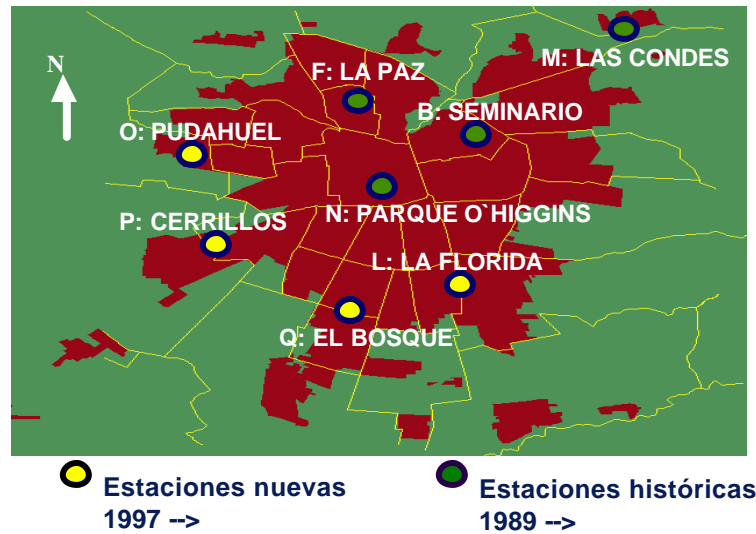 N
M: LAS CONDES
F: LA PAZ
B: SEMINARIO
O: PUDAHUEL
N: PARQUE O`HIGGINS
P: CERRILLOS
L: LA FLORIDA
Q: EL BOSQUE
Estaciones nuevas
1997 -->
Estaciones históricas
1989 -->